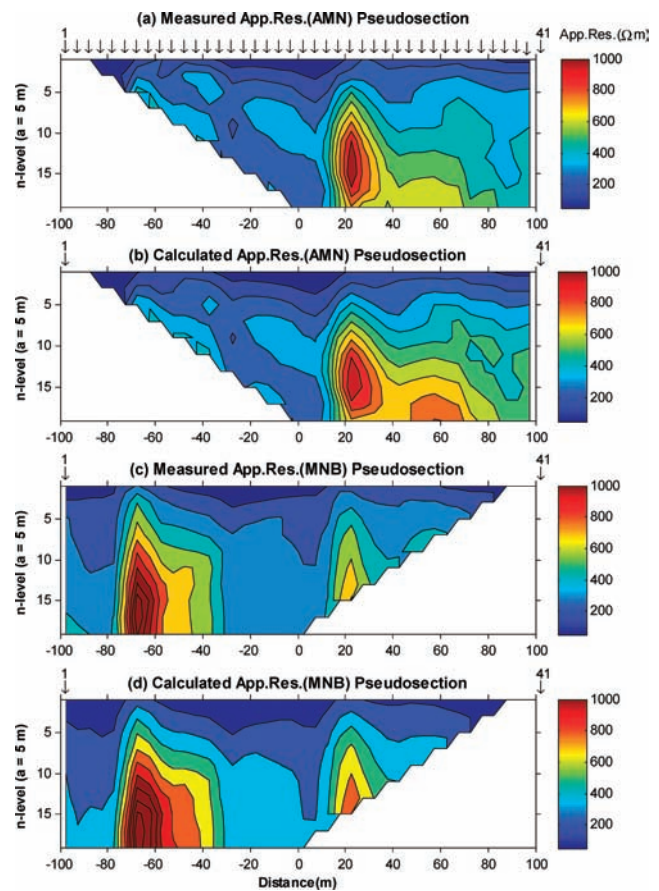 (a) Measured App.Res.(AMN) Pseudosection
1 41 App.Res.(Ωm)
1000
800
600
400
200
5
10
15
n-level (a = 5 m)
-100 -80 -60 -40 -20 0 20 40 60 80 100
1 (b) Calculated App.Res.(AMN) Pseudosection 41
1000
800
600
400
200
5
10
15
n-level (a = 5 m)
-100 -80 -60 -40 -20 0 20 40 60 80 100
1 (c) Measured App.Res.(MNB) Pseudosection 41
1000
800
600
400
200
5
10
15
n-level (a = 5 m)
-100 -80 -60 -40 -20 0 20 40 60 80 100
1 (d) Calculated App.Res.(MNB) Pseudosection 41
1000
800
600
400
200
5
10
15
n-level (a = 5 m)
-100 -80 -60 -40 -20 0 20 40 60 80 100
Distance(m)